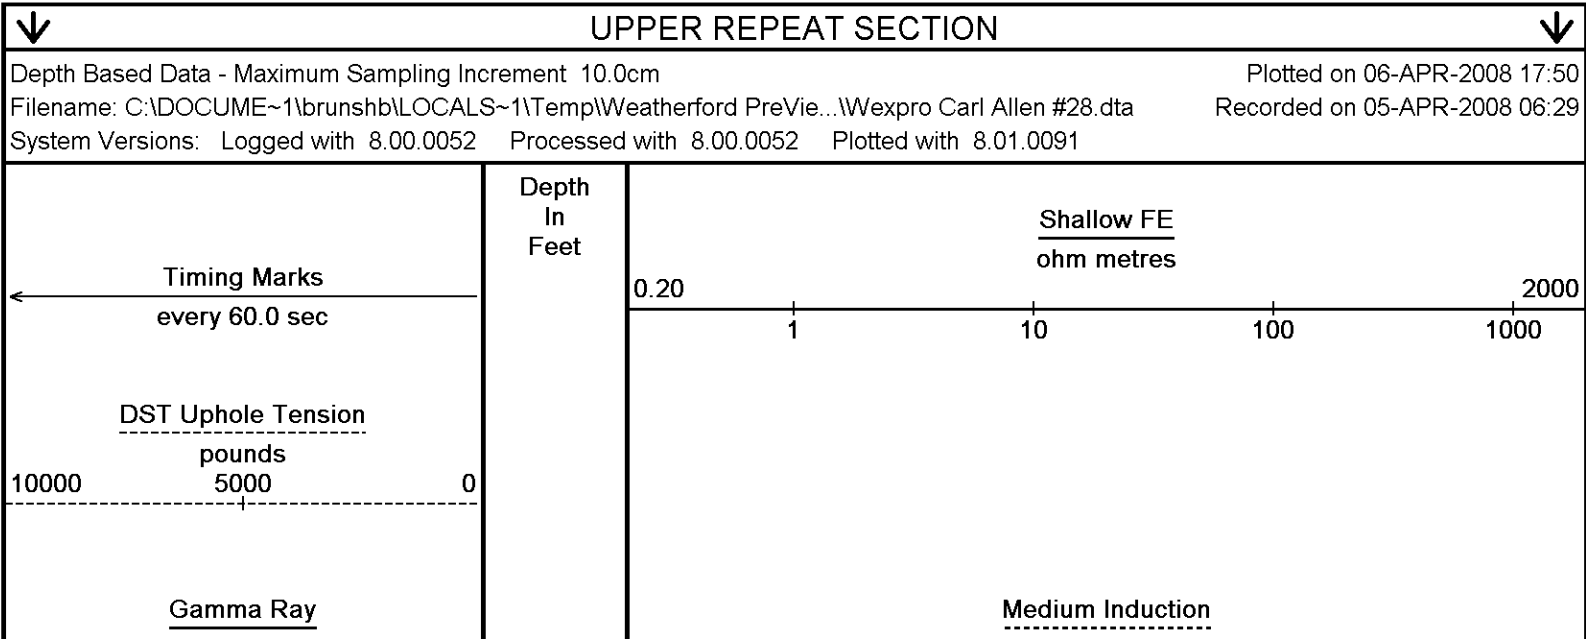 UPPER REPEAT SECTION
Depth Based Data - Maximum Sampling Increment 10.0cm Plotted on 06-APR-2008 17:50
Filename: C:\DOCUME~1\brunshb\LOCALS~1\Temp\Weatherford PreVie...\Wexpro Carl Allen #28.dta Recorded on 05-APR-2008 06:29
System Versions: Logged with 8.00.0052 Processed with 8.00.0052 Plotted with 8.01.0091
Timing Marks
every 60.0 sec
DST Uphole Tension
pounds
10000 5000 0
Gamma Ray
Depth
In
Feet
Shallow FE
ohm metres
0.20 2000
1 10 100 1000
Medium Induction